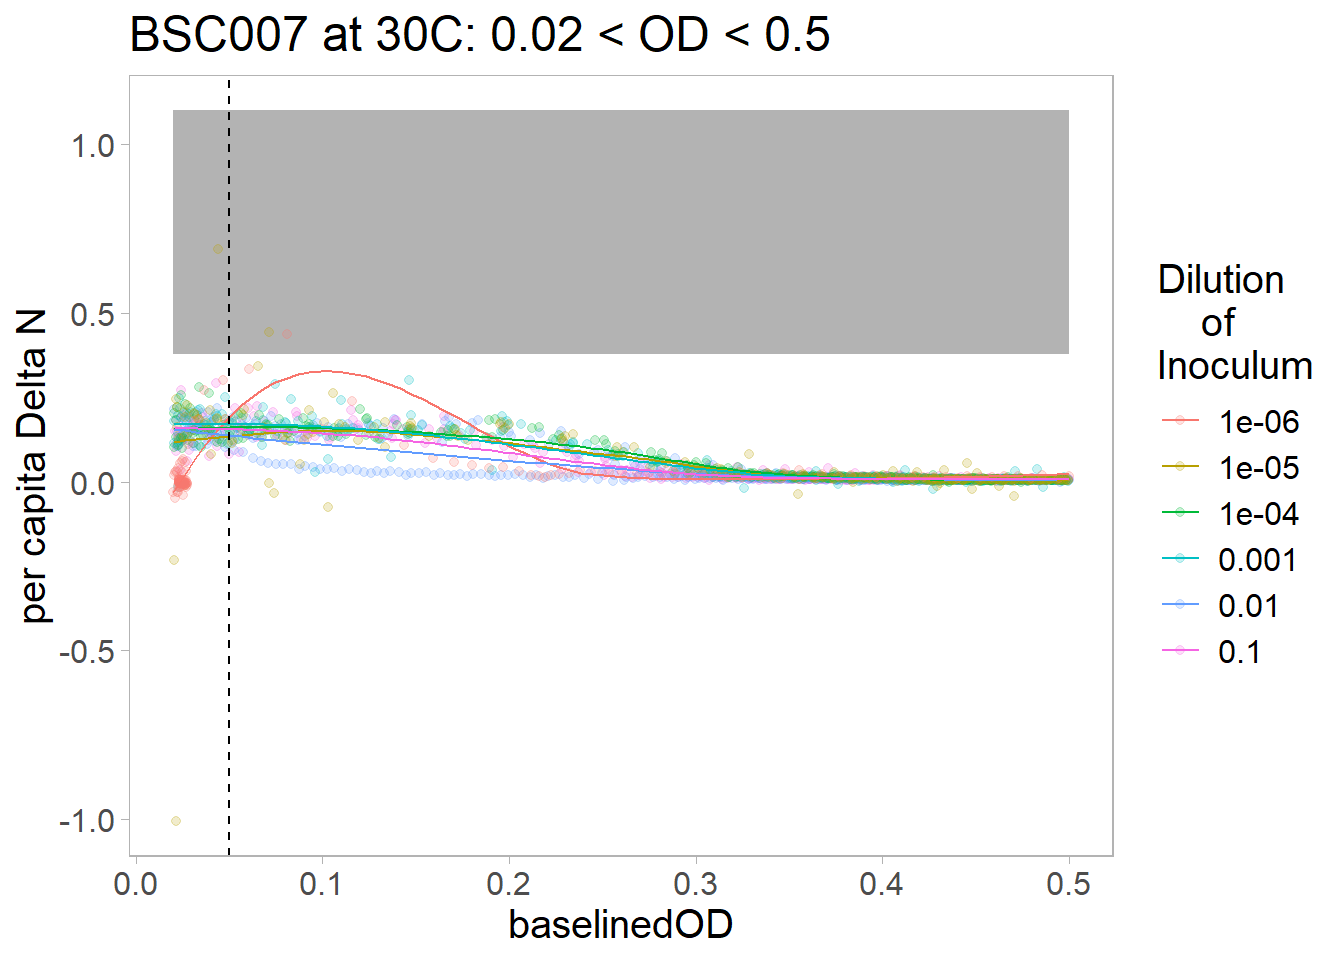 BSC007 at 30C: 0.02 < OD < 0.5
per capita Delta N
1.0
0.5
0.0
-0.5
-1.0
0.0 0.1 0.2 0.3 0.4 0.5
baselinedOD
Dilution
of
Inoculum
1e-06
1e-05
1e-04
0.001
0.01
0.1